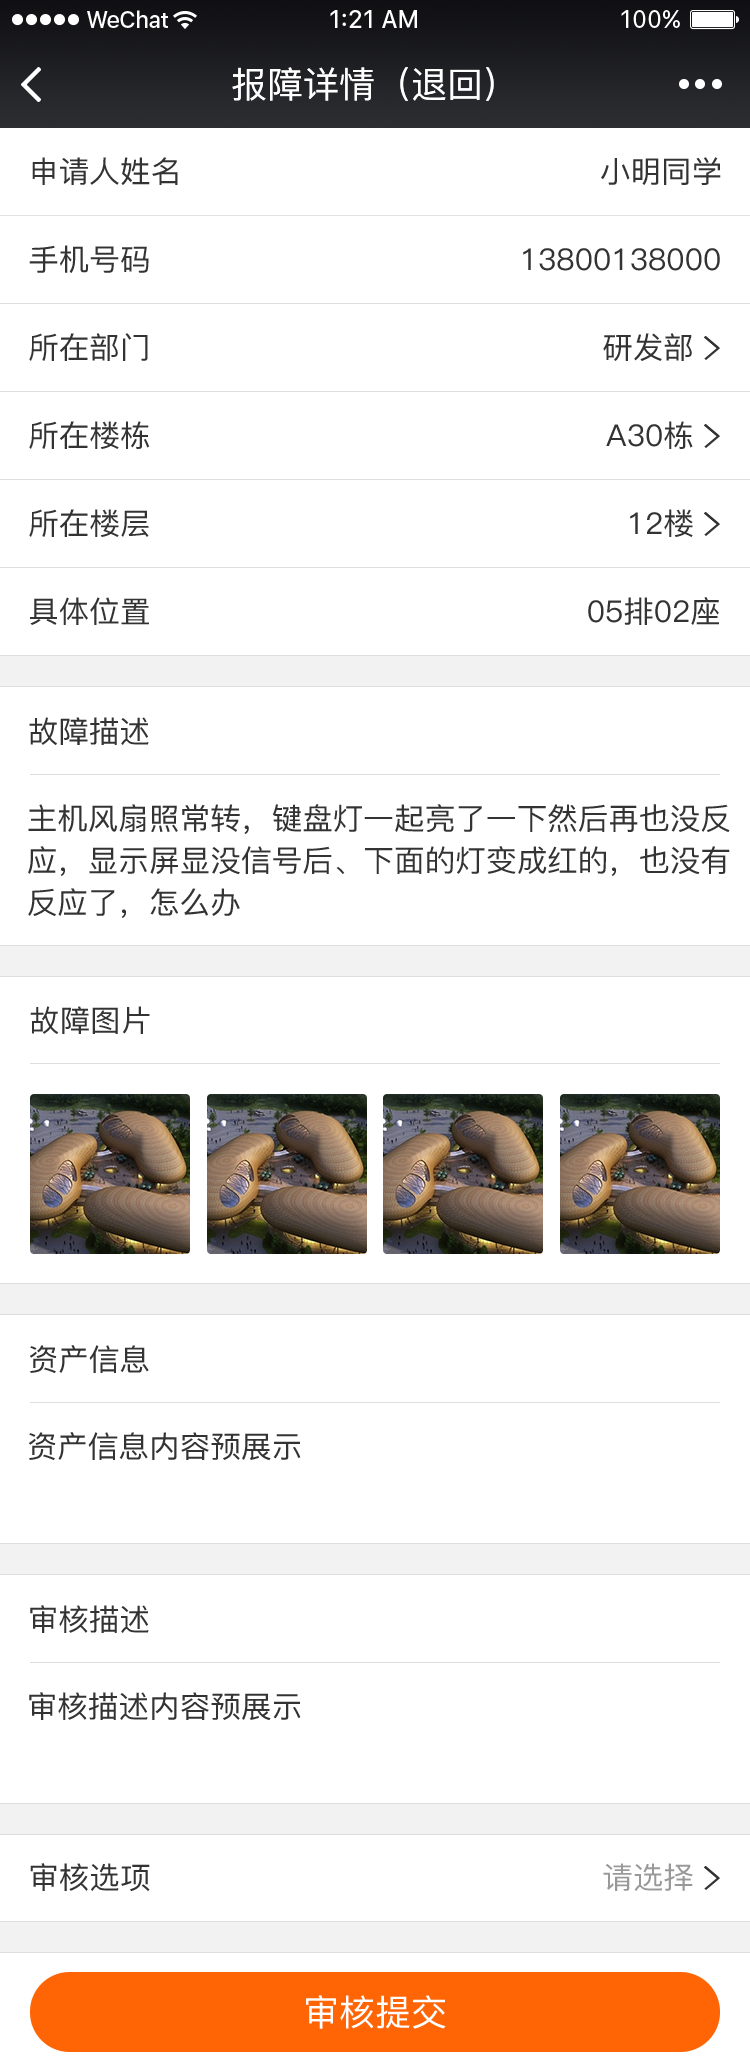 WeChat 1:21 AM 100%
报障详情（退回）
申请人姓名 小明同学
手机号码 13800138000
所在部门 研发部
所在楼栋 A30栋
所在楼层 12楼
具体位置 05排02座
故障描述
主机风扇照常转，键盘灯一起亮了一下然后再也没反
应，显示屏显没信号后、下面的灯变成红的，也没有
反应了，怎么办
故障图片
资产信息
资产信息内容预展示
审核描述
审核描述内容预展示
审核选项 请选择
审核提交